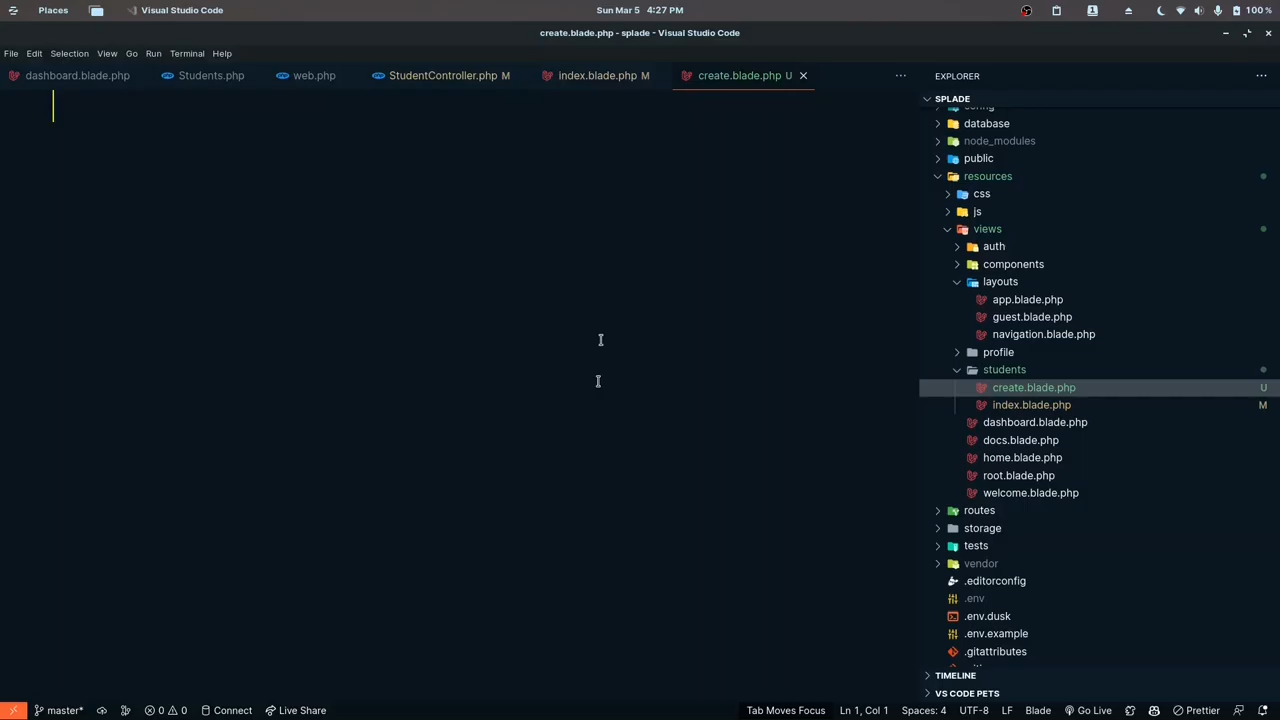 Places
Visual Studio Code
Sun Mar 5 4:27 PM
100 %
create.blade.php - splade - Visual Studio Code
File Edit Selection View Go Run Terminal Help
dashboard.blade.php
Students.php
web.php
StudentController.php M
index.blade.php M
create.blade.php U
EXPLORER
SPLADE
config
database
node_modules
public
resources
css
js
views
auth
components
layouts
app.blade.php
guest.blade.php
navigation.blade.php
profile
students
create.blade.php U
index.blade.php M
dashboard.blade.php
docs.blade.php
home.blade.php
root.blade.php
welcome.blade.php
routes
storage
tests
vendor
.editorconfig
.env
.env.dusk
.env.example
.gitattributes
TIMELINE
VS CODE PETS
master* 0 0 Connect Live Share Tab Moves Focus Ln 1, Col 1 Spaces: 4 UTF-8 LF Blade Go Live Prettier